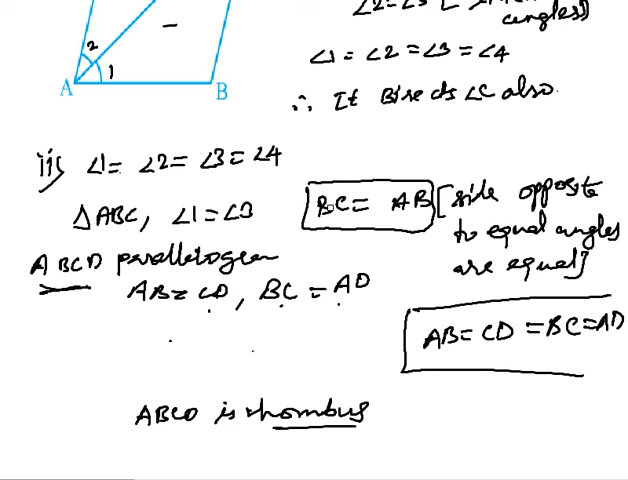 ∠2=∠3 [
angles)]
∠1 = ∠2 = ∠3 = ∠4
2
1
A
B
∴ It Bisects ∠C also.
ii) ∠1= ∠2= ∠3= ∠4
△ABC, ∠1=∠3
BC= AB [side opposite
to equal angles
are equal]
ABCD parallelogram
AB=CD, BC=AD
AB= CD = BC=AD
ABCD is rhombus